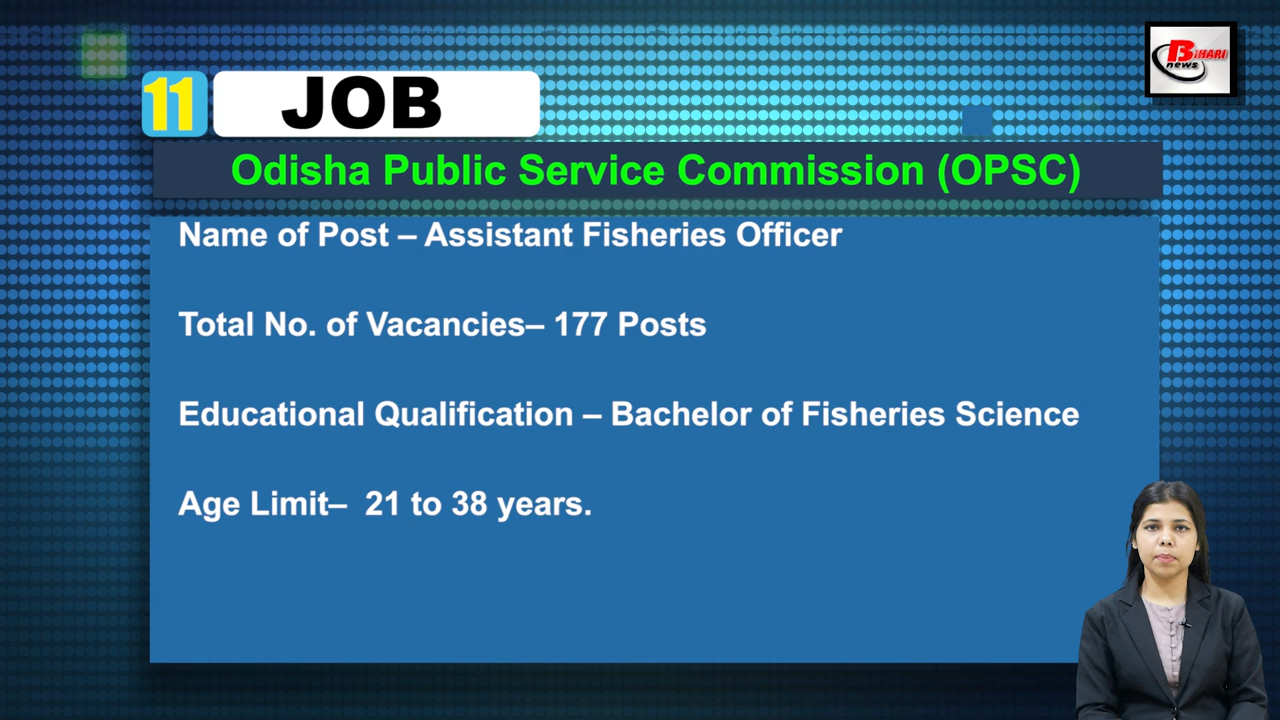 BIHARI
news
11 JOB
Odisha Public Service Commission (OPSC)
Name of Post – Assistant Fisheries Officer
Total No. of Vacancies– 177 Posts
Educational Qualification – Bachelor of Fisheries Science
Age Limit–  21 to 38 years.